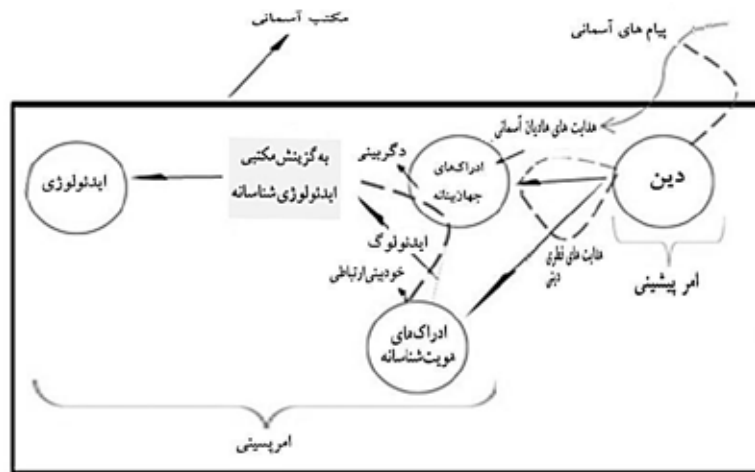 پیام های آسمانی
مکتب آسمانی
هدایت های هادیان آسمانی
دین
امر پیشینی
هدایت های فطری
دینی
ادراک‌های
جهان‌بینانه
دگربینی
به گزینش مکتبی
ایدئولوژی شناسانه
ایدئولوژی
ایدئولوگ
خودبینی ارتباطی
ادراک‌های
هویت‌شناسانه
امر پسینی